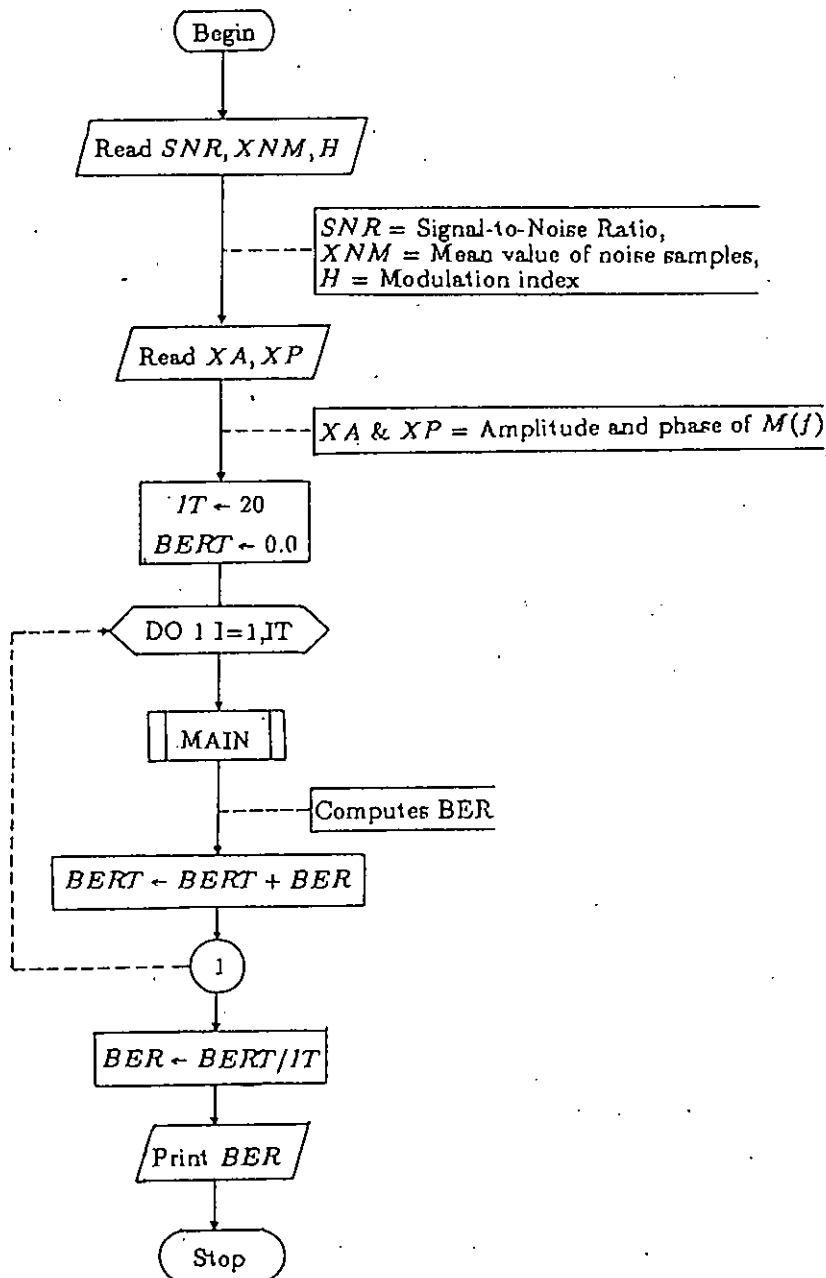 Begin
Read SNR, XNM, H
SNR = Signal-to-Noise Ratio,
XNM = Mean value of noise samples,
H = Modulation index
Read XA, XP
XA & XP = Amplitude and phase of M(f)
IT ← 20
BERT ← 0.0
DO 1 I=1,IT
MAIN
Computes BER
BERT ← BERT + BER
1
BER ← BERT/IT
Print BER
Stop